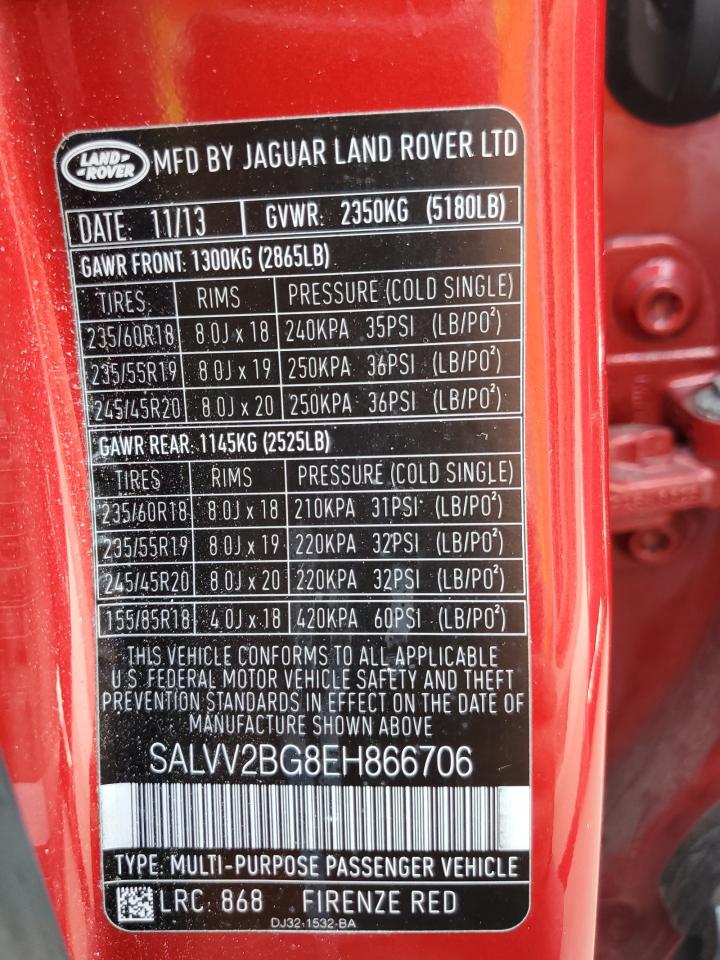 LAND-ROVER MFD BY JAGUAR LAND ROVER LTD
DATE: 11/13 GVWR: 2350KG (5180LB)
GAWR FRONT: 1300KG (2865LB)
TIRES RIMS PRESSURE (COLD SINGLE)
235/60R18 8.0J x 18 240KPA 35PSI (LB/PO²)
235/55R19 8.0J x 19 250KPA 36PSI (LB/PO²)
245/45R20 8.0J x 20 250KPA 36PSI (LB/PO²)
GAWR REAR: 1145KG (2525LB)
TIRES RIMS PRESSURE (COLD SINGLE)
235/60R18 8.0J x 18 210KPA 31PSI (LB/PO²)
235/55R19 8.0J x 19 220KPA 32PSI (LB/PO²)
245/45R20 8.0J x 20 220KPA 32PSI (LB/PO²)
155/85R18 4.0J x 18 420KPA 60PSI (LB/PO²)
THIS VEHICLE CONFORMS TO ALL APPLICABLE
U.S. FEDERAL MOTOR VEHICLE SAFETY AND THEFT
PREVENTION STANDARDS IN EFFECT ON THE DATE OF
MANUFACTURE SHOWN ABOVE
SALVV2BG8EH866706
TYPE: MULTI-PURPOSE PASSENGER VEHICLE
LRC 868 FIRENZE RED
DJ32-1532-BA